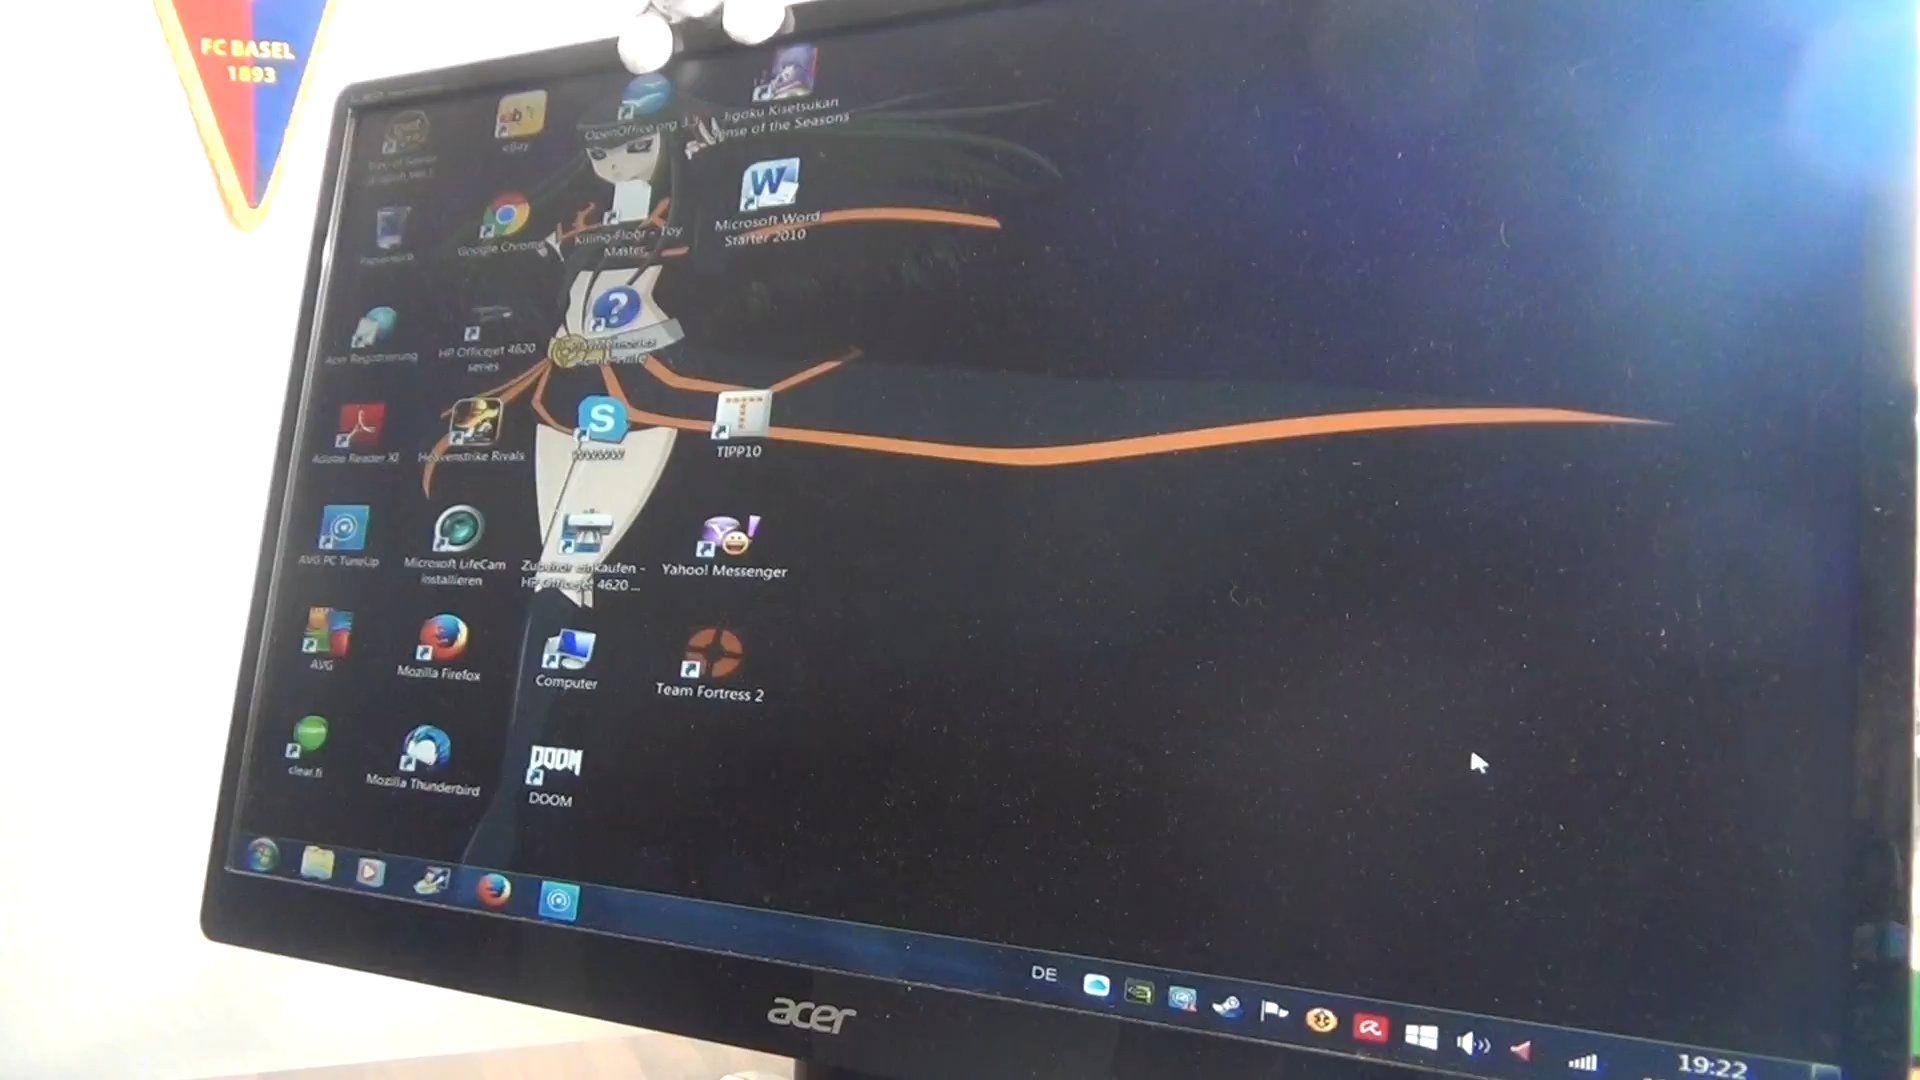 FC BASEL
1893
eBay
OpenOffice.org 3.3
Jigoku Kisetsukan
Sense of the Seasons
Papierkorb
Google Chrome
Killing Floor - Toy
Master
W
Microsoft Word
Starter 2010
Acer Registrierung
HP Officejet 4620
series
?
Adobe Reader XI
Heavenstrike Rivals
S
wwww
T
TIPP10
AVG PC TuneUp
Microsoft LifeCam
installieren
Zubehör einkaufen -
HP Officejet 4620 ...
Yahoo! Messenger
AVG
Mozilla Firefox
Computer
Team Fortress 2
clear.fi
Mozilla Thunderbird
DOOM
DOOM
DE
19:22
acer